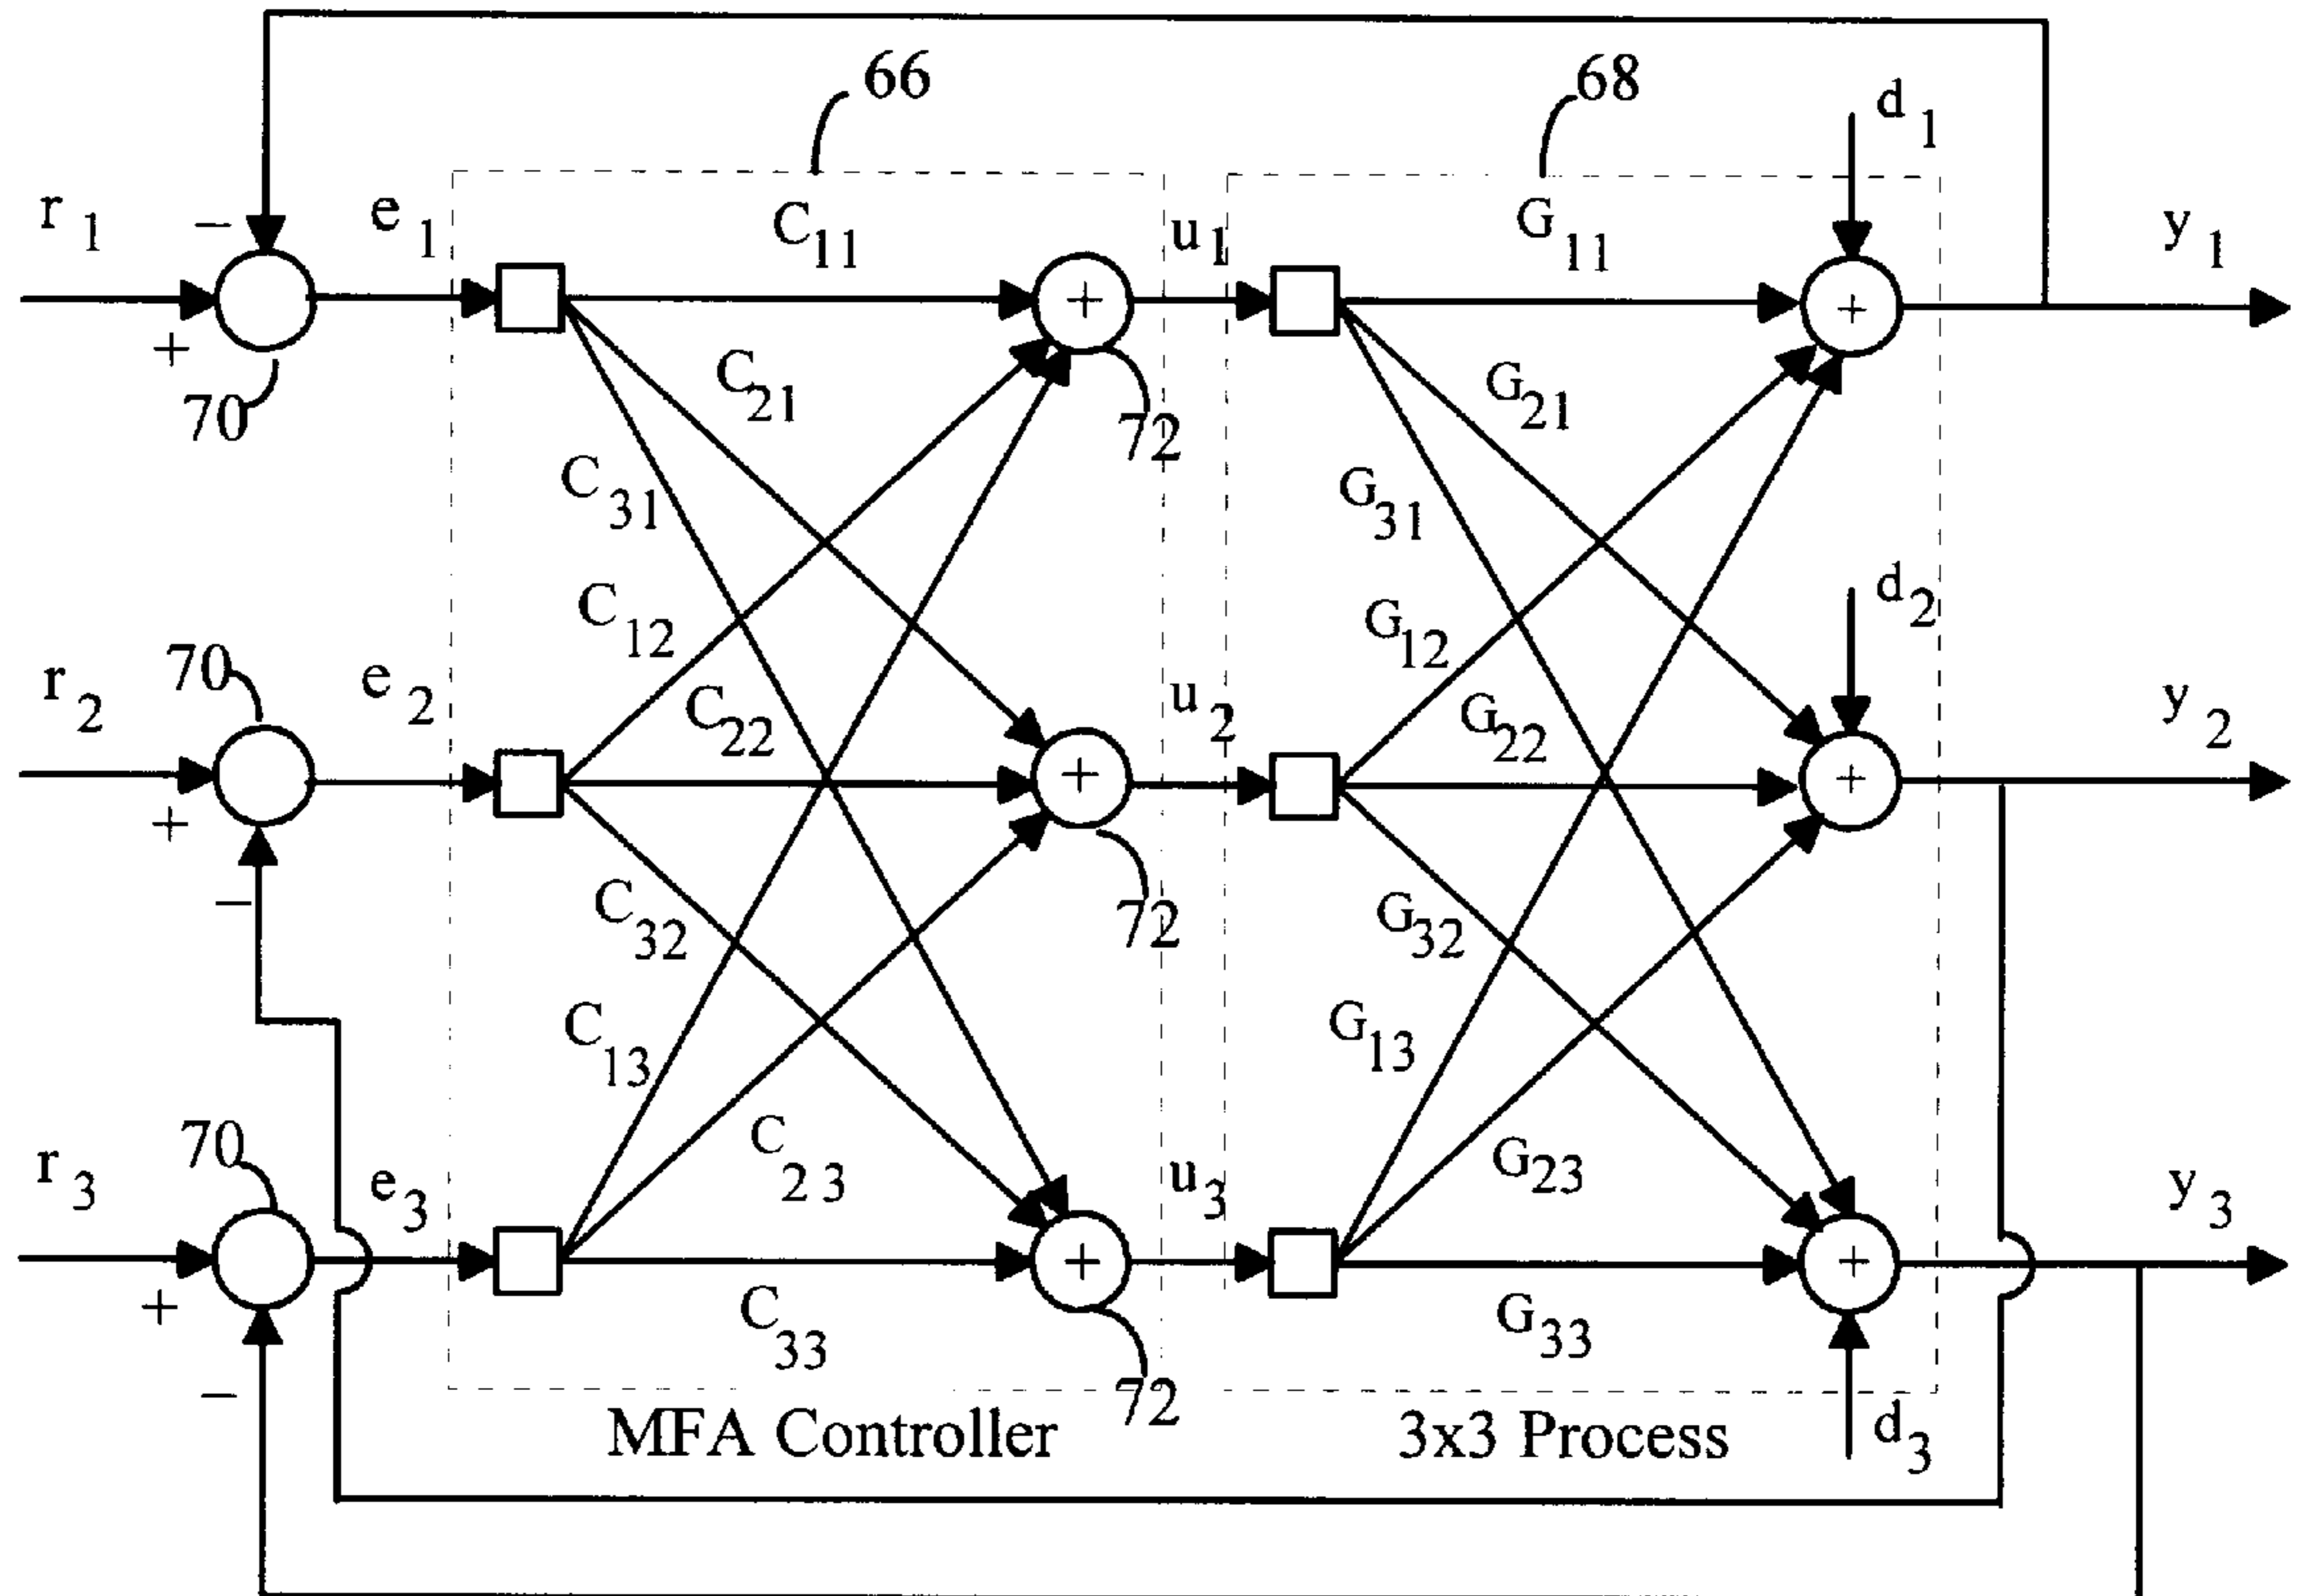 66
68
d1
r1
−
e1
C11
u1
G11
y1
+
+
+
70
C21
72
G21
C31
G31
C12
G12
d2
r2
70
e2
C22
u2
G22
y2
+
+
+
−
C32
72
G32
C13
G13
C23
G23
r3
70
e3
u3
y3
+
+
+
C33
G33
−
72
MFA Controller
3x3 Process
d3